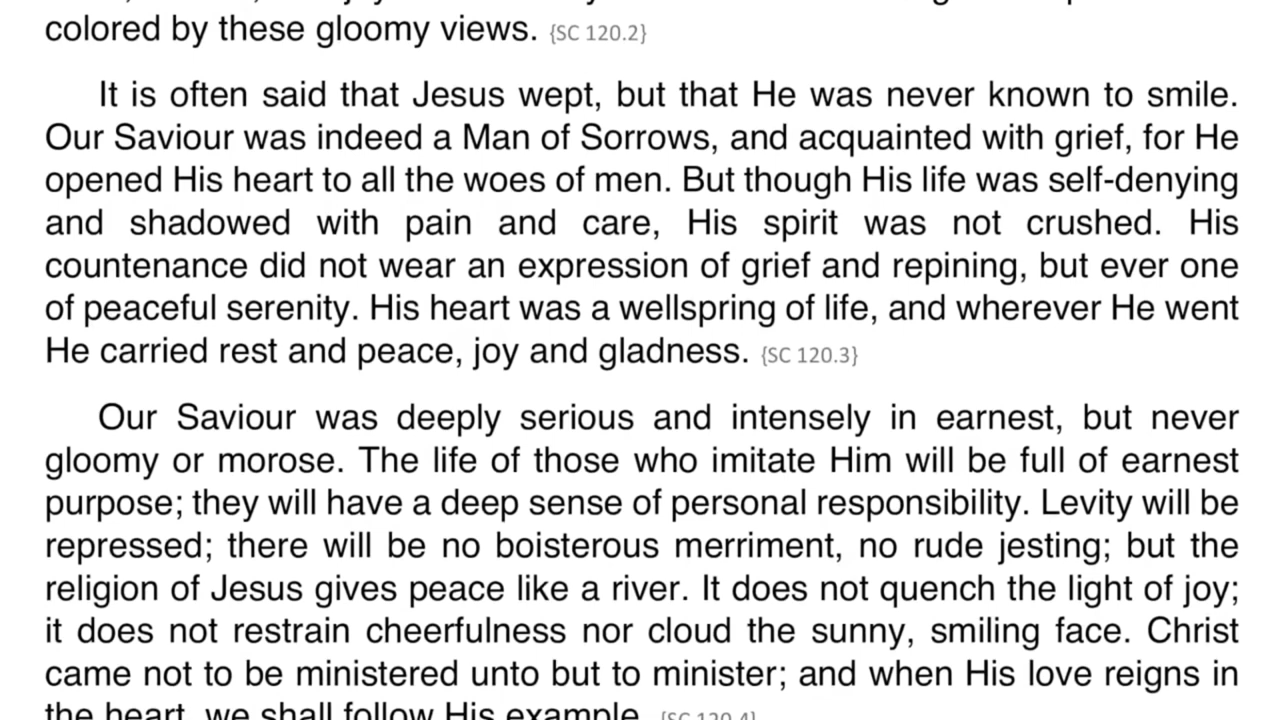 colored by these gloomy views. {SC 120.2}
It is often said that Jesus wept, but that He was never known to smile.
Our Saviour was indeed a Man of Sorrows, and acquainted with grief, for He
opened His heart to all the woes of men. But though His life was self-denying
and shadowed with pain and care, His spirit was not crushed. His
countenance did not wear an expression of grief and repining, but ever one
of peaceful serenity. His heart was a wellspring of life, and wherever He went
He carried rest and peace, joy and gladness. {SC 120.3}
Our Saviour was deeply serious and intensely in earnest, but never
gloomy or morose. The life of those who imitate Him will be full of earnest
purpose; they will have a deep sense of personal responsibility. Levity will be
repressed; there will be no boisterous merriment, no rude jesting; but the
religion of Jesus gives peace like a river. It does not quench the light of joy;
it does not restrain cheerfulness nor cloud the sunny, smiling face. Christ
came not to be ministered unto but to minister; and when His love reigns in
the heart, we shall follow His example. {SC 120.4}